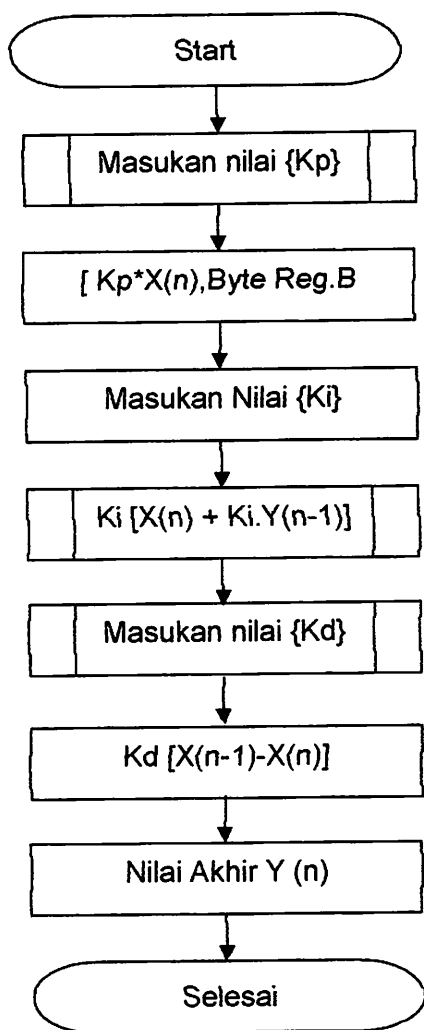 Start
Masukan nilai {Kp}
[ Kp*X(n),Byte Reg.B
Masukan Nilai {Ki}
Ki [X(n) + Ki.Y(n-1)]
Masukan nilai {Kd}
Kd [X(n-1)-X(n)]
Nilai Akhir Y (n)
Selesai